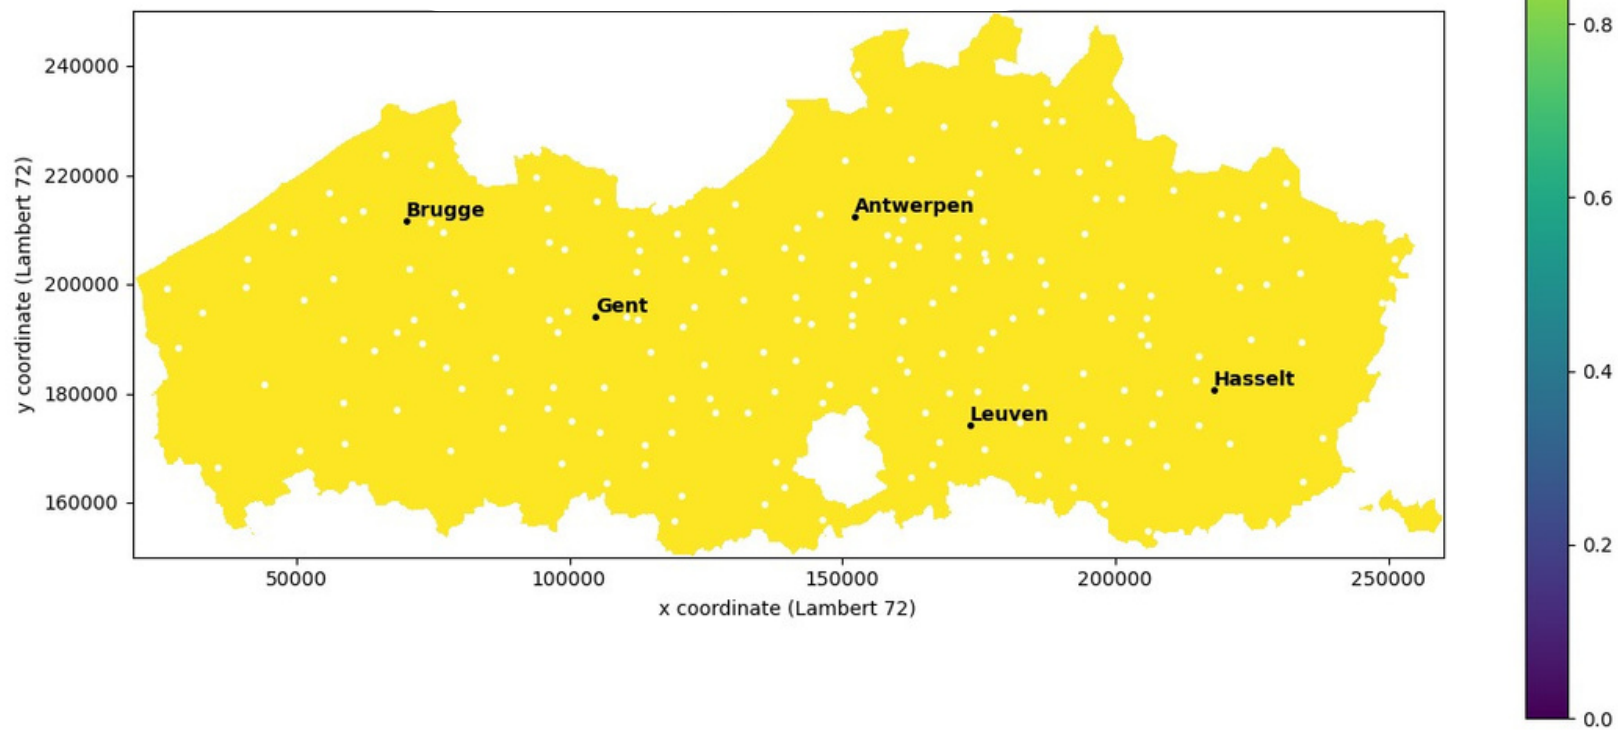 240000
220000
200000
180000
160000
y coordinate (Lambert 72)
Brugge
Antwerpen
Gent
Hasselt
Leuven
50000
100000
150000
200000
250000
x coordinate (Lambert 72)
0.8
0.6
0.4
0.2
0.0